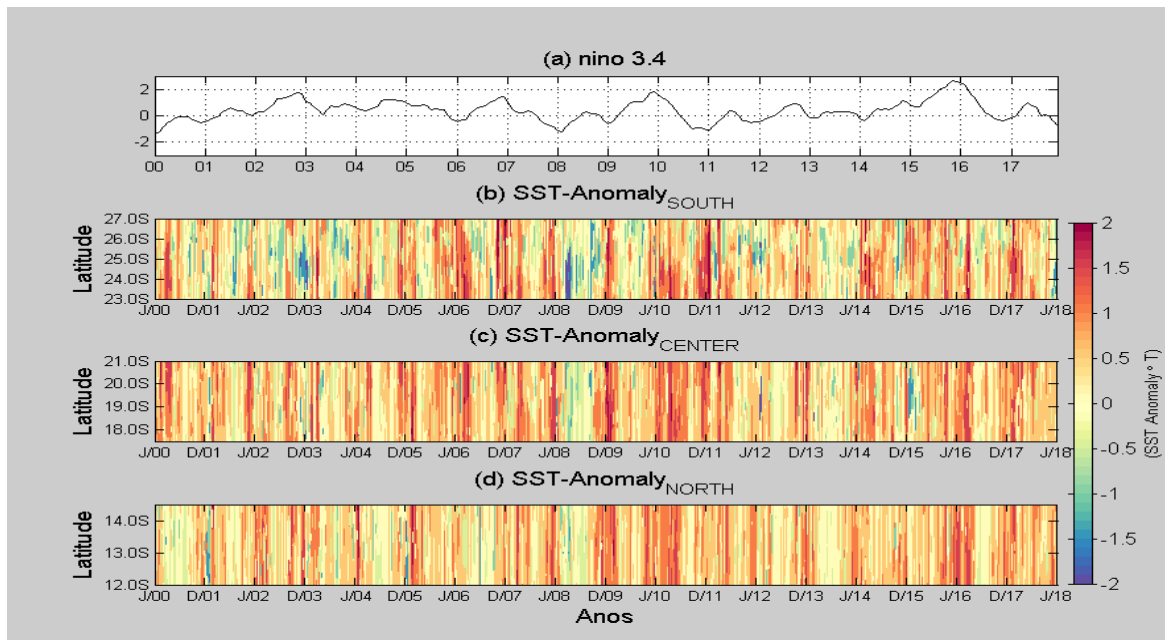 (a) nino 3.4
2
0
-2
00 01 02 03 04 05 06 07 08 09 10 11 12 13 14 15 16 17
(b) SST-Anomaly SOUTH
Latitude
27.0S
26.0S
25.0S
24.0S
23.0S
J/00 D/01 J/02 D/03 J/04 D/05 J/06 D/07 J/08 D/09 J/10 D/11 J/12 D/13 J/14 D/15 J/16 D/17 J/18
(c) SST-Anomaly CENTER
Latitude
21.0S
20.0S
19.0S
18.0S
J/00 D/01 J/02 D/03 J/04 D/05 J/06 D/07 J/08 D/09 J/10 D/11 J/12 D/13 J/14 D/15 J/16 D/17 J/18
(d) SST-Anomaly NORTH
Latitude
14.0S
13.0S
12.0S
J/00 D/01 J/02 D/03 J/04 D/05 J/06 D/07 J/08 D/09 J/10 D/11 J/12 D/13 J/14 D/15 J/16 D/17 J/18
Anos
2
1.5
1
0.5
0
-0.5
-1
-1.5
-2
(SST Anomaly º T)